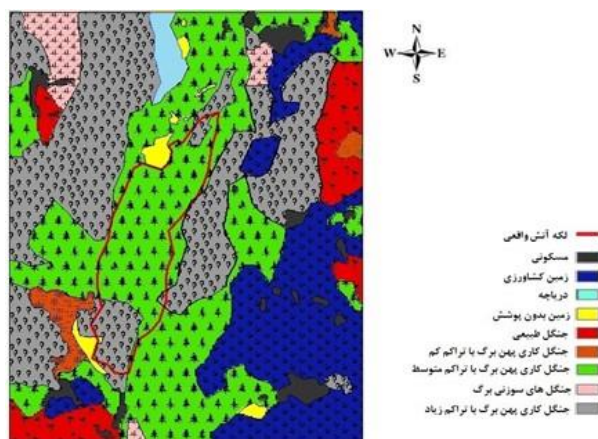 N
W E
S
لکه آتش واقعی
مسکونی
زمین کشاورزی
دریاچه
زمین بدون پوشش
جنگل طبیعی
جنگل کاری پهن برگ با تراکم کم
جنگل کاری پهن برگ با تراکم متوسط
جنگل های سوزنی برگ
جنگل کاری پهن برگ با تراکم زیاد